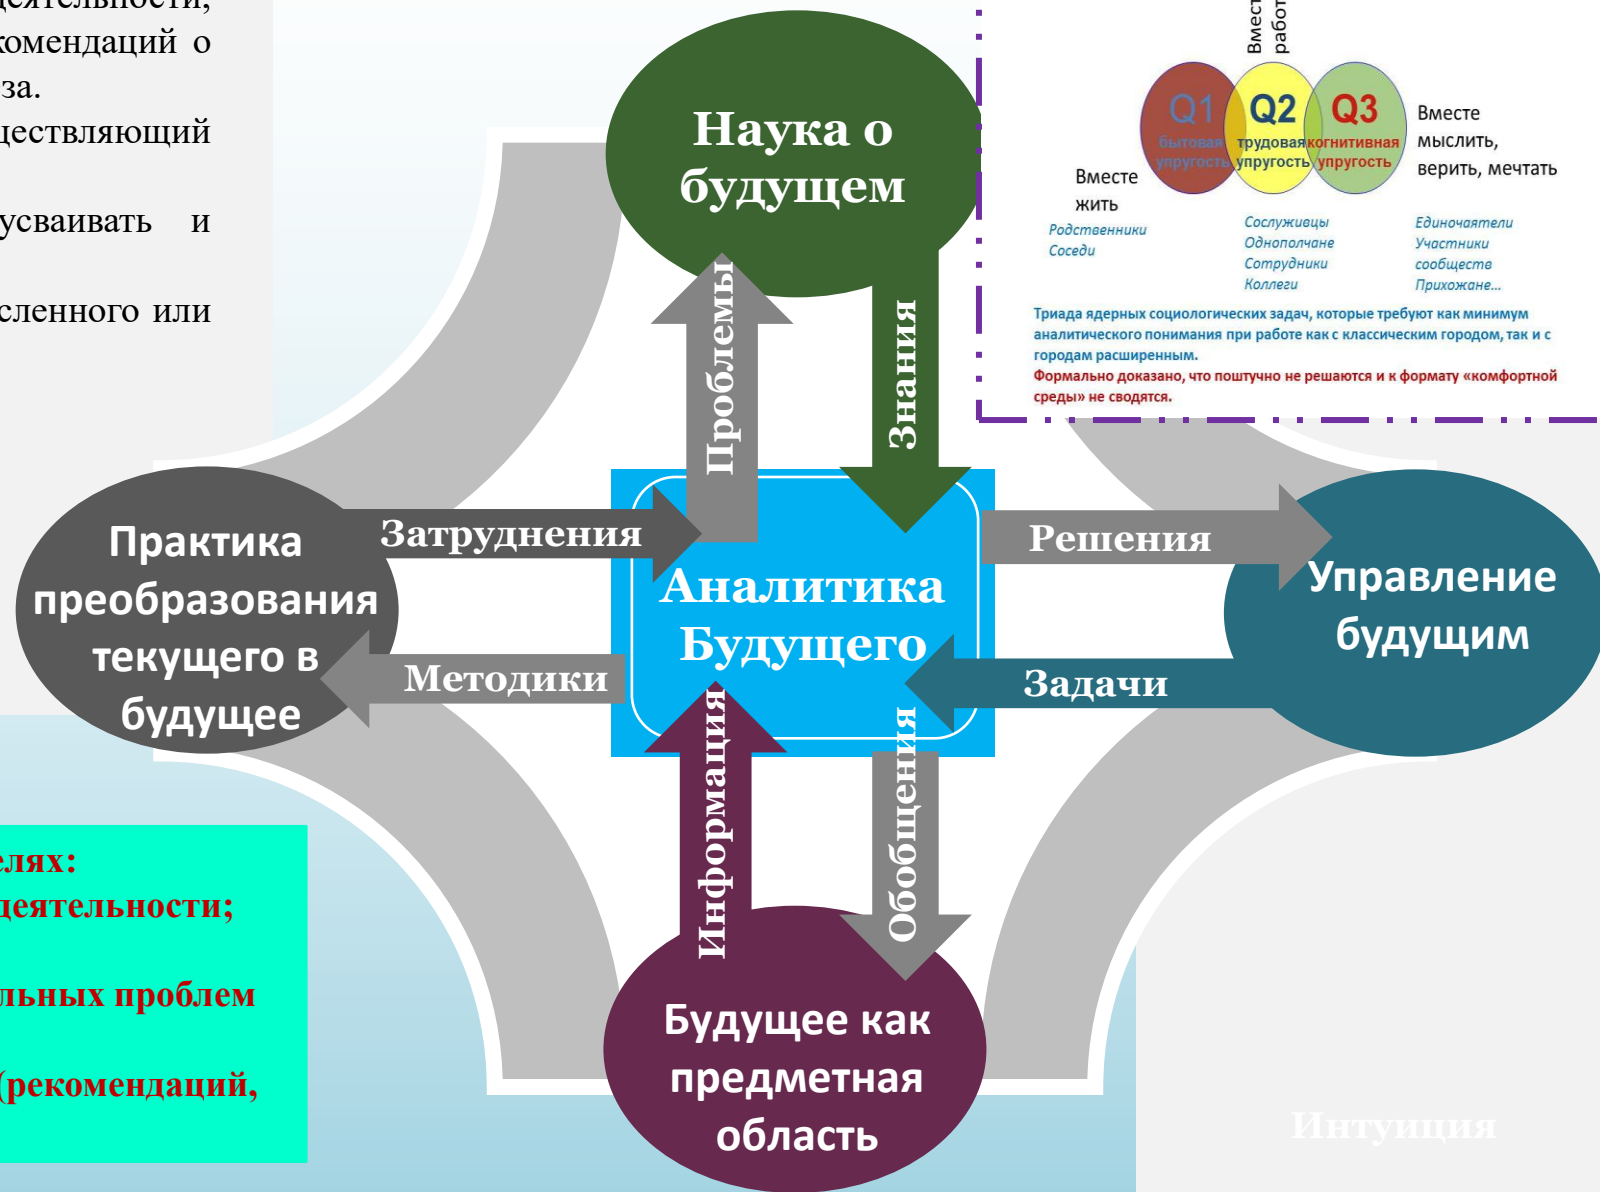 деятельности,
комендаций о
за.
ществляющий
усваивать и
сленного или
Наука о
будущем
Вместе
Q1
бытовая
упругость
Q2
трудовая
упругость
Q3
когнитивная
упругость
Вместе
мыслить,
верить, мечтать
Вместе
жить
Родственники
Соседи
Сослуживцы
Однополчане
Сотрудники
Коллеги
Единочаятели
Участники
сообществ
Прихожане...
Триада ядерных социологических задач, которые требуют как минимум
аналитического понимания при работе как с классическим городом, так и с
городам расширенным.
Формально доказано, что поштучно не решаются и к формату «комфортной
среды» не сводятся.
Проблемы
Знания
Затруднения
Решения
Практика
преобразования
текущего в
будущее
Аналитика
Будущего
Управление
будущим
Методики
Задачи
Информация
Обобщения
елях:
деятельности;
льных проблем
(рекомендаций,
Будущее как
предметная
область
Интуиция